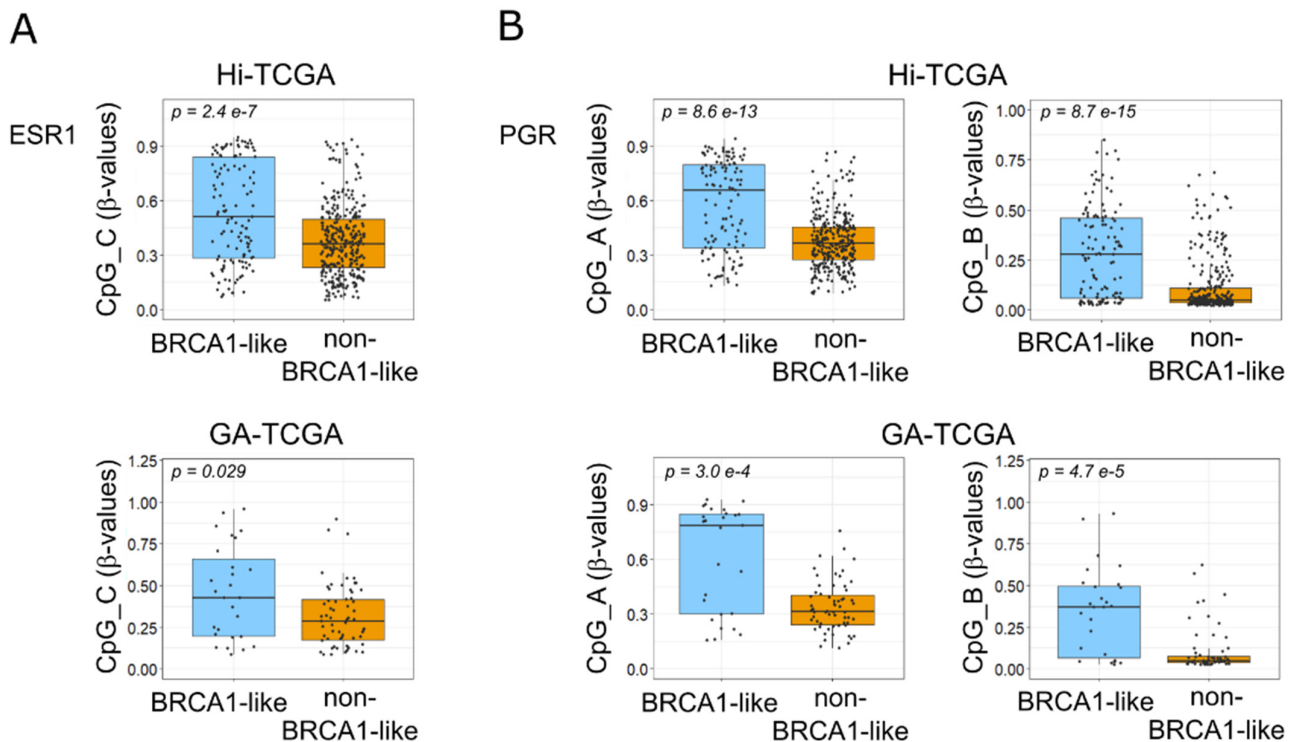 A
B
Hi-TCGA
Hi-TCGA
ESR1
CpG_C (β-values)
p = 2.4 e-7
0.9
0.6
0.3
0.0
BRCA1-like
non-
BRCA1-like
PGR
CpG_A (β-values)
p = 8.6 e-13
0.9
0.6
0.3
0.0
BRCA1-like
non-
BRCA1-like
CpG_B (β-values)
p = 8.7 e-15
1.00
0.75
0.50
0.25
0.00
BRCA1-like
non-
BRCA1-like
GA-TCGA
GA-TCGA
CpG_C (β-values)
p = 0.029
1.25
1.00
0.75
0.50
0.25
0.00
BRCA1-like
non-
BRCA1-like
CpG_A (β-values)
p = 3.0 e-4
0.9
0.6
0.3
0.0
BRCA1-like
non-
BRCA1-like
CpG_B (β-values)
p = 4.7 e-5
1.25
1.00
0.75
0.50
0.25
0.00
BRCA1-like
non-
BRCA1-like